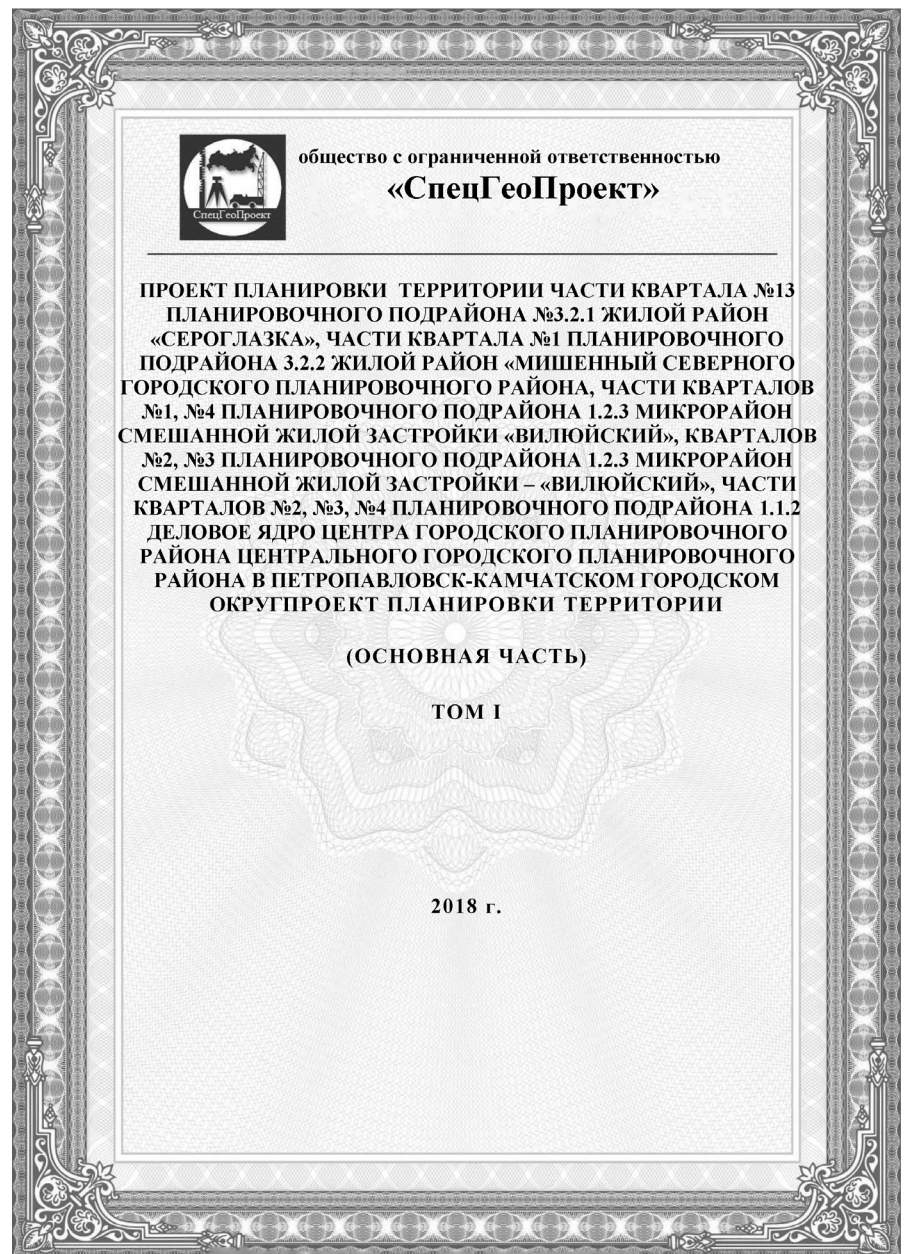 СпецГеоПроект
общество с ограниченной ответственностью
«СпецГеоПроект»
ПРОЕКТ ПЛАНИРОВКИ ТЕРРИТОРИИ ЧАСТИ КВАРТАЛА №13
ПЛАНИРОВОЧНОГО ПОДРАЙОНА №3.2.1 ЖИЛОЙ РАЙОН
«СЕРОГЛАЗКА», ЧАСТИ КВАРТАЛА №1 ПЛАНИРОВОЧНОГО
ПОДРАЙОНА 3.2.2 ЖИЛОЙ РАЙОН «МИШЕННЫЙ СЕВЕРНОГО
ГОРОДСКОГО ПЛАНИРОВОЧНОГО РАЙОНА, ЧАСТИ КВАРТАЛОВ
№1, №4 ПЛАНИРОВОЧНОГО ПОДРАЙОНА 1.2.3 МИКРОРАЙОН
СМЕШАННОЙ ЖИЛОЙ ЗАСТРОЙКИ «ВИЛЮЙСКИЙ», КВАРТАЛОВ
№2, №3 ПЛАНИРОВОЧНОГО ПОДРАЙОНА 1.2.3 МИКРОРАЙОН
СМЕШАННОЙ ЖИЛОЙ ЗАСТРОЙКИ – «ВИЛЮЙСКИЙ», ЧАСТИ
КВАРТАЛОВ №2, №3, №4 ПЛАНИРОВОЧНОГО ПОДРАЙОНА 1.1.2
ДЕЛОВОЕ ЯДРО ЦЕНТРА ГОРОДСКОГО ПЛАНИРОВОЧНОГО
РАЙОНА ЦЕНТРАЛЬНОГО ГОРОДСКОГО ПЛАНИРОВОЧНОГО
РАЙОНА В ПЕТРОПАВЛОВСК-КАМЧАТСКОМ ГОРОДСКОМ
ОКРУГПРОЕКТ ПЛАНИРОВКИ ТЕРРИТОРИИ
(ОСНОВНАЯ ЧАСТЬ)
ТОМ I
2018 г.